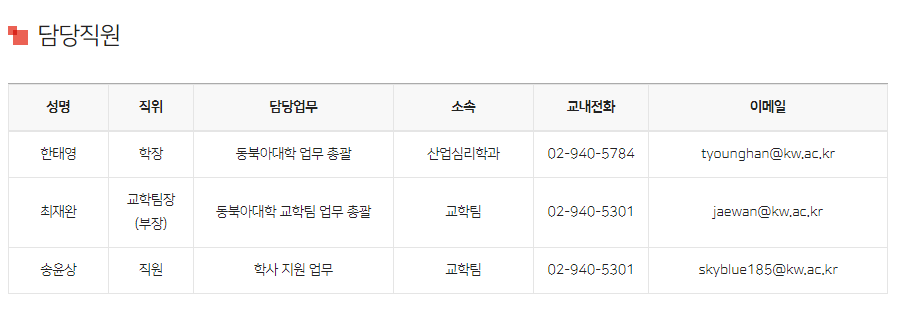 담당직원
성명 직위 담당업무 소속 교내전화 이메일
한태영 학장 동북아대학 업무 총괄 산업심리학과 02-940-5784 tyounghan@kw.ac.kr
최재완 교학팀장 (부장) 동북아대학 교학팀 업무 총괄 교학팀 02-940-5301 jaewan@kw.ac.kr
송윤상 직원 학사 지원 업무 교학팀 02-940-5301 skyblue185@kw.ac.kr